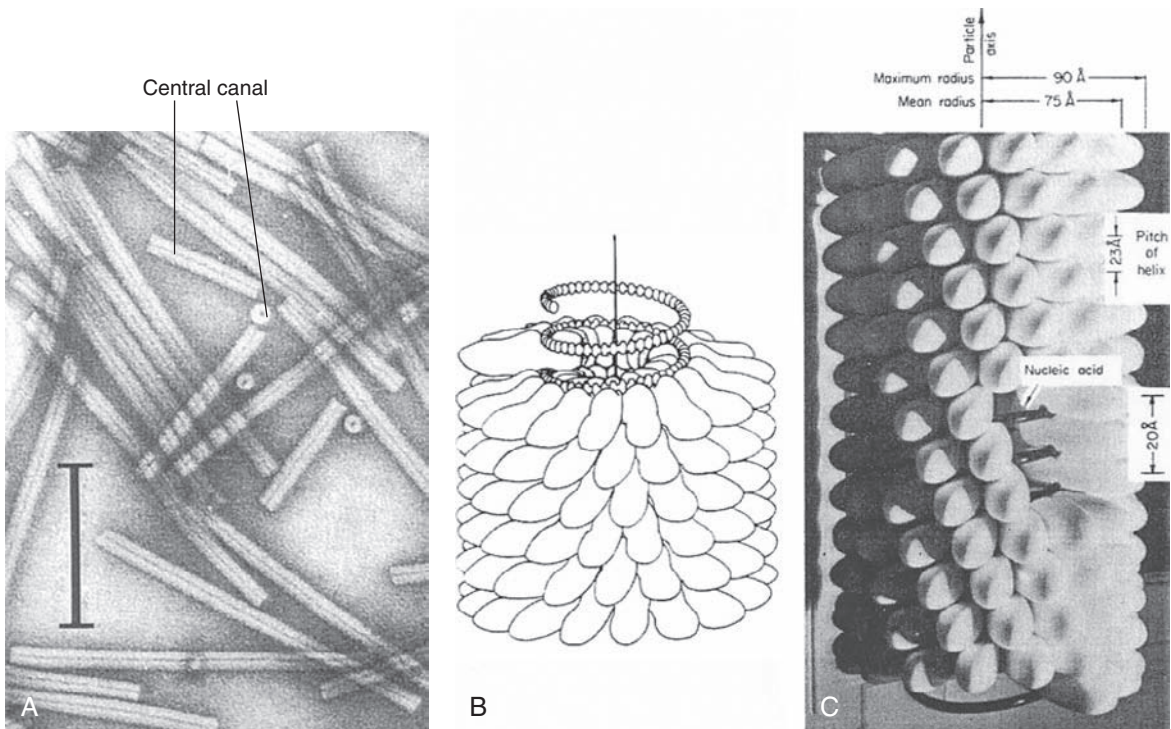 Central canal
A
B
Particle
axis
Maximum radius
90 Å
Mean radius
75 Å
23Å
Pitch
of
helix
Nucleic acid
20Å
C